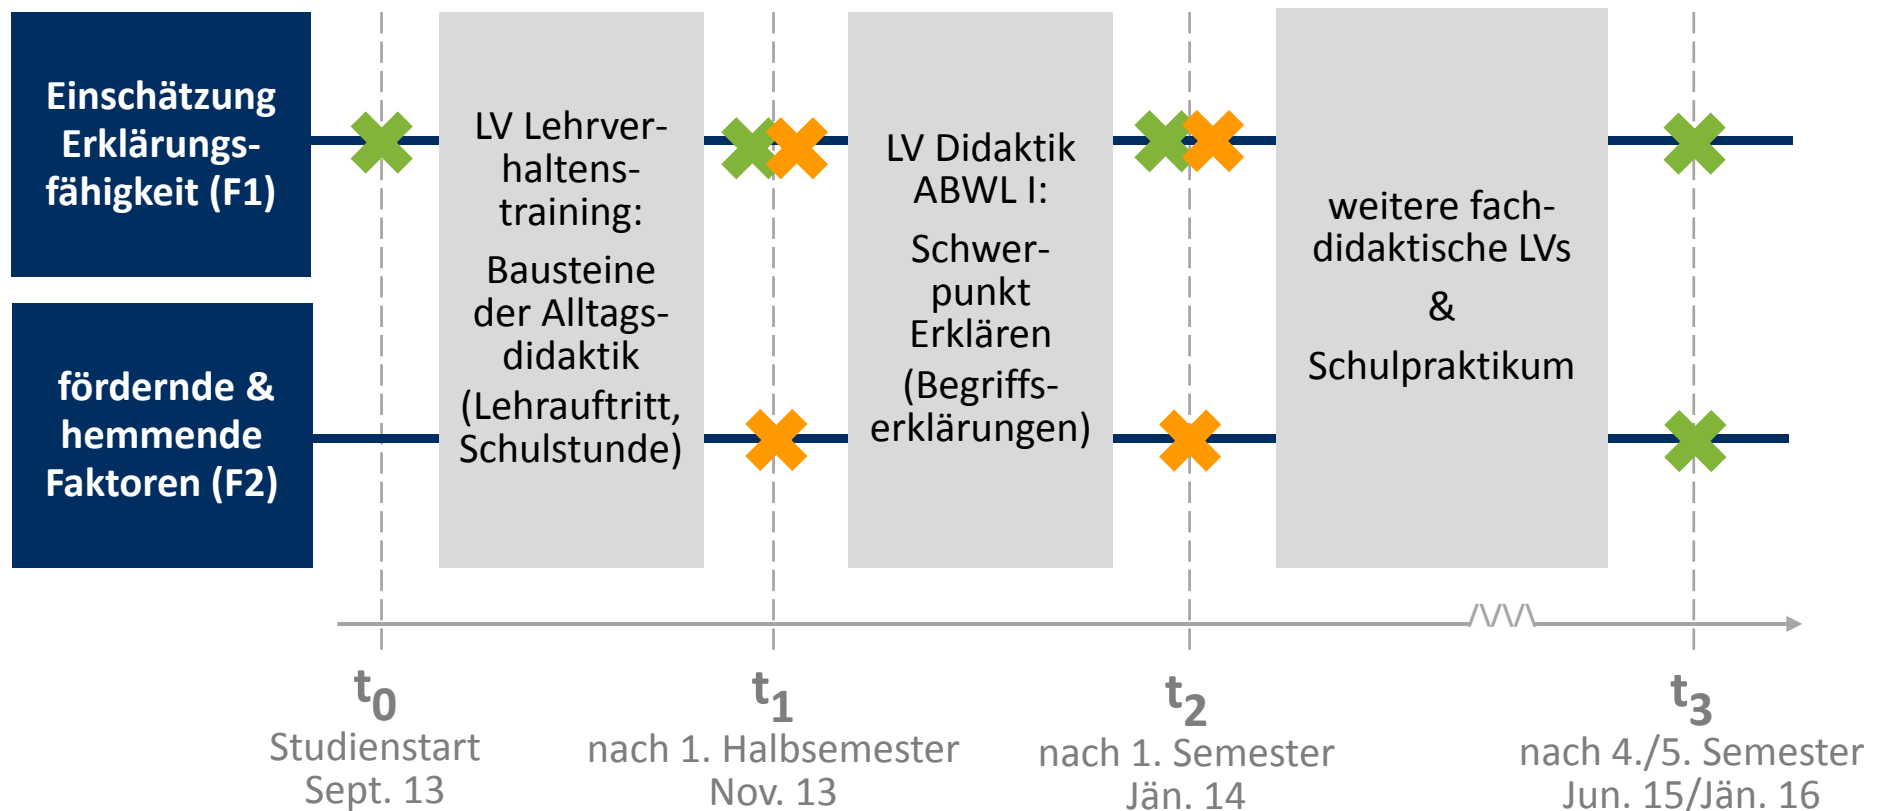 Einschätzung
Erklärungs-
fähigkeit (F1)
fördernde &
hemmende
Faktoren (F2)
LV Lehrver-
haltens-
training:
Bausteine
der Alltags-
didaktik
(Lehrauftritt,
Schulstunde)
LV Didaktik
ABWL I:
Schwer-
punkt
Erklären
(Begriffs-
erklärungen)
weitere fach-
didaktische LVs
&
Schulpraktikum
t0
Studienstart
Sept. 13
t1
nach 1. Halbsemester
Nov. 13
t2
nach 1. Semester
Jän. 14
t3
nach 4./5. Semester
Jun. 15/Jän. 16